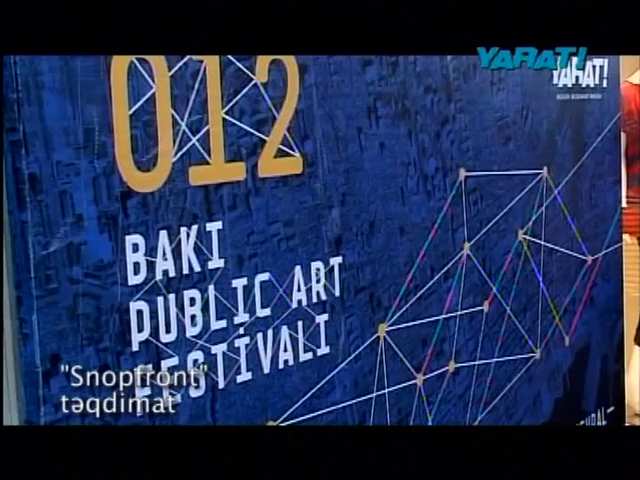 YARAT!
YARAT!
012
BAKI
PUBLIC ART
FESTİVALI
"Snopfront"
təqdimat